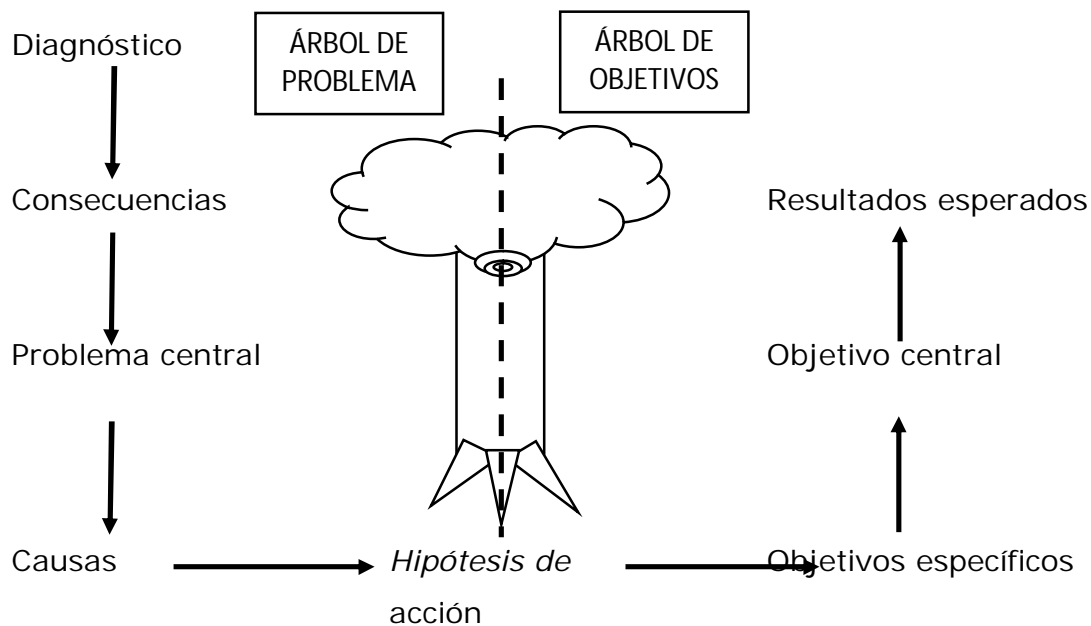 Diagnóstico
ÁRBOL DE
PROBLEMA
ÁRBOL DE
OBJETIVOS
Consecuencias
Resultados esperados
Problema central
Objetivo central
Causas
Hipótesis de
acción
Objetivos específicos